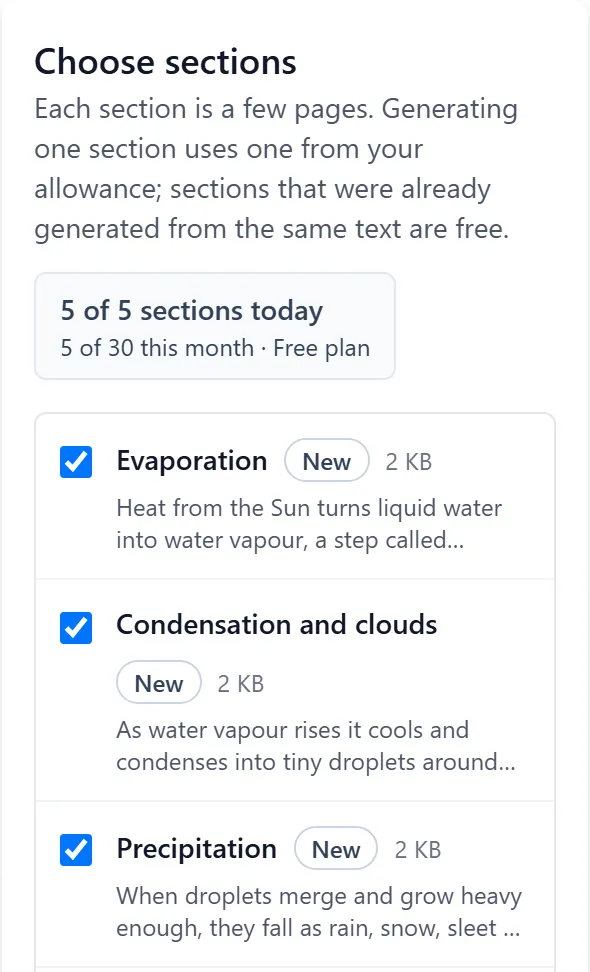 Choose sections
Each section is a few pages. Generating
one section uses one from your
allowance; sections that were already
generated from the same text are free.
5 of 5 sections today
5 of 30 this month · Free plan
Evaporation New 2 KB
Heat from the Sun turns liquid water
into water vapour, a step called...
Condensation and clouds
New 2 KB
As water vapour rises it cools and
condenses into tiny droplets around...
Precipitation New 2 KB
When droplets merge and grow heavy
enough, they fall as rain, snow, sleet ...